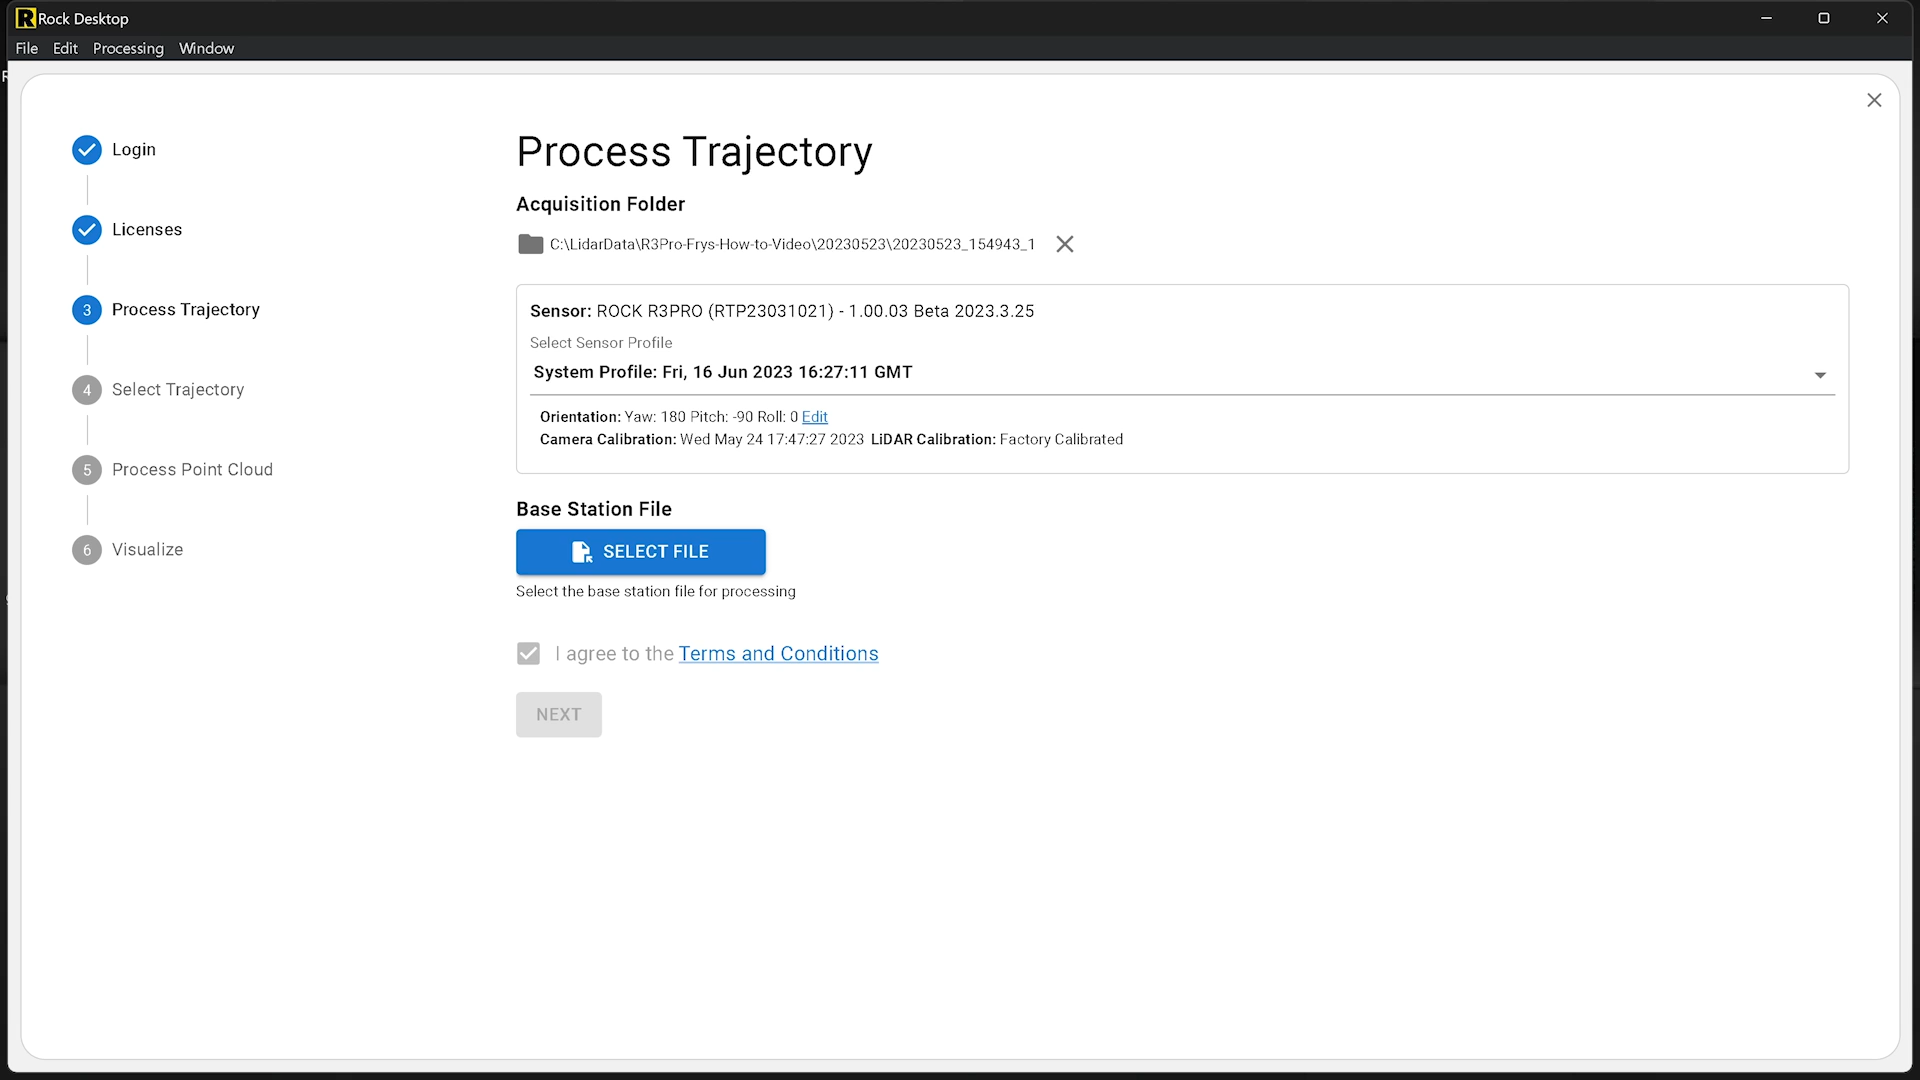 Rock Desktop
File Edit Processing Window
Login
Licenses
3 Process Trajectory
4 Select Trajectory
5 Process Point Cloud
6 Visualize
Process Trajectory
Acquisition Folder
C:\LidarData\R3Pro-Frys-How-to-Video\20230523\20230523_154943_1
Sensor: ROCK R3PRO (RTP23031021) - 1.00.03 Beta 2023.3.25
Select Sensor Profile
System Profile: Fri, 16 Jun 2023 16:27:11 GMT
Orientation: Yaw: 180 Pitch: -90 Roll: 0 Edit
Camera Calibration: Wed May 24 17:47:27 2023 LiDAR Calibration: Factory Calibrated
Base Station File
SELECT FILE
Select the base station file for processing
I agree to the Terms and Conditions
NEXT